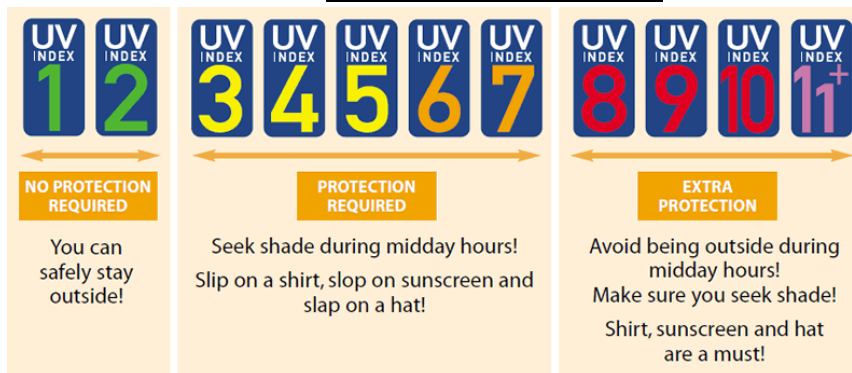 UV
INDEX
1
UV
INDEX
2
NO PROTECTION
REQUIRED
You can
safely stay
outside!
UV
INDEX
3
UV
INDEX
4
UV
INDEX
5
UV
INDEX
6
UV
INDEX
7
PROTECTION
REQUIRED
Seek shade during midday hours!
Slip on a shirt, slop on sunscreen and
slap on a hat!
UV
INDEX
8
UV
INDEX
9
UV
INDEX
10
UV
INDEX
11+
EXTRA
PROTECTION
Avoid being outside during
midday hours!
Make sure you seek shade!
Shirt, sunscreen and hat
are a must!